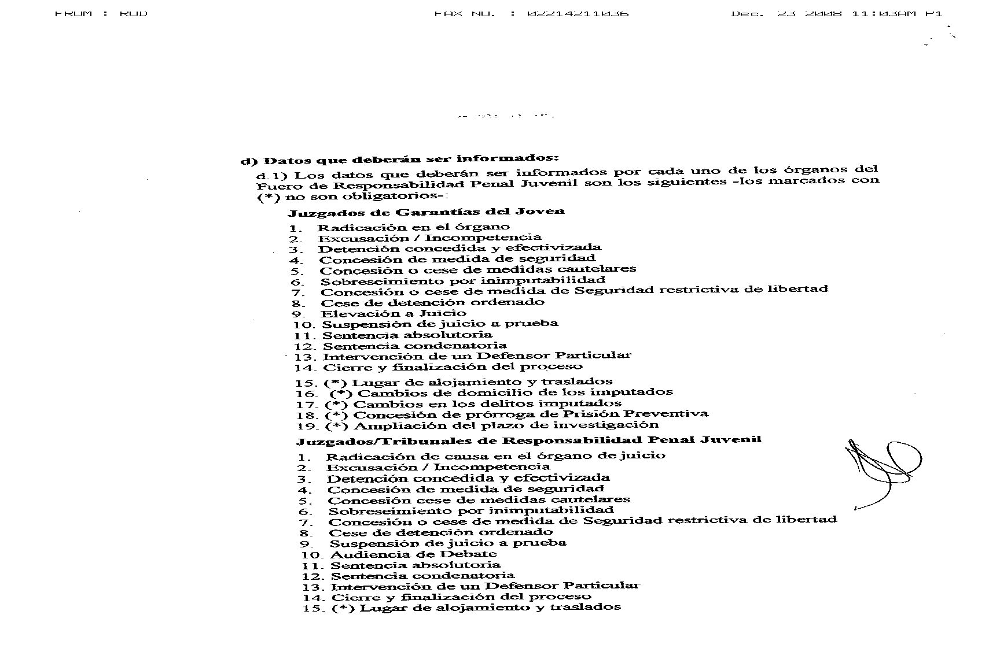 FROM : RUD FAX NO. : 02214211036 Dec. 23 2008 11:03AM P1
d) Datos que deberán ser informados:
d.1) Los datos que deberán ser informados por cada uno de los órganos del
Fuero de Responsabilidad Penal Juvenil son los siguientes -los marcados con
(*) no son obligatorios-:
Juzgados de Garantías del Joven
1. Radicación en el órgano
2. Excusación / Incompetencia
3. Detención concedida y efectivizada
4. Concesión de medida de seguridad
5. Concesión o cese de medidas cautelares
6. Sobreseimiento por inimputabilidad
7. Concesión o cese de medida de Seguridad restrictiva de libertad
8. Cese de detención ordenado
9. Elevación a Juicio
10. Suspensión de juicio a prueba
11. Sentencia absolutoria
12. Sentencia condenatoria
13. Intervención de un Defensor Particular
14. Cierre y finalización del proceso
15. (*) Lugar de alojamiento y traslados
16. (*) Cambios de domicilio de los imputados
17. (*) Cambios en los delitos imputados
18. (*) Concesión de prórroga de Prisión Preventiva
19. (*) Ampliación del plazo de investigación
Juzgados/Tribunales de Responsabilidad Penal Juvenil
1. Radicación de causa en el órgano de juicio
2. Excusación / Incompetencia
3. Detención concedida y efectivizada
4. Concesión de medida de seguridad
5. Concesión cese de medidas cautelares
6. Sobreseimiento por inimputabilidad
7. Concesión o cese de medida de Seguridad restrictiva de libertad
8. Cese de detención ordenado
9. Suspensión de juicio a prueba
10. Audiencia de Debate
11. Sentencia absolutoria
12. Sentencia condenatoria
13. Intervención de un Defensor Particular
14. Cierre y finalización del proceso
15. (*) Lugar de alojamiento y traslados